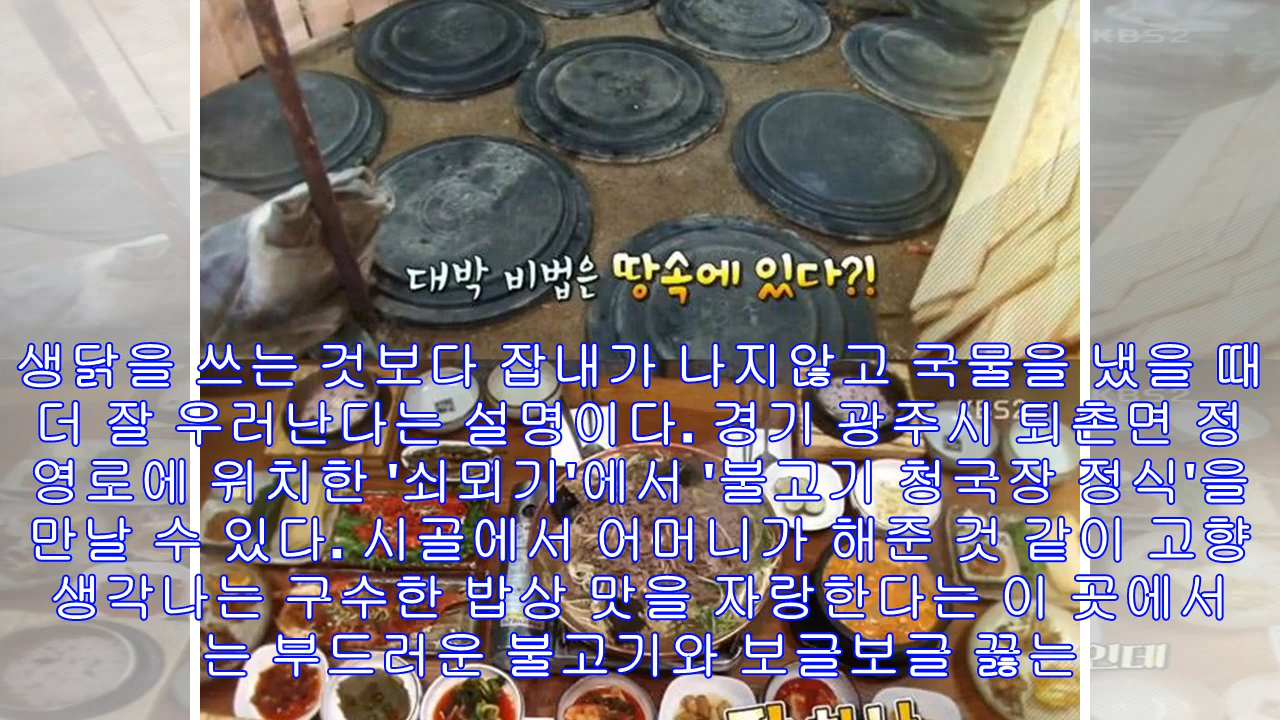 KBS2
대박 비법은 땅속에 있다?!
생닭을 쓰는 것보다 잡내가 나지않고 국물을 냈을 때
더 잘 우러난다는 설명이다. 경기 광주시 퇴촌면 정
영로에 위치한 '쇠뫼기'에서 '불고기 청국장 정식'을
만날 수 있다. 시골에서 어머니가 해준 것 같이 고향
생각나는 구수한 밥상 맛을 자랑한다는 이 곳에서
는 부드러운 불고기와 보글보글 끓는
KBS2
인데